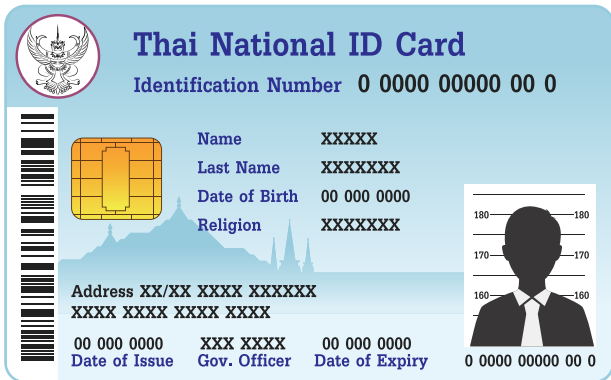 Thai National ID Card
Identification Number 0 0000 00000 00 0
Name XXXXX
Last Name XXXXXXX
Date of Birth 00 000 0000
Religion XXXXXXX
180 180
170 170
160 160
Address XX/XX XXXX XXXXXX
XXXX XXXX XXXX XXXX
00 000 0000 XXX XXXX 00 000 0000
Date of Issue Gov. Officer Date of Expiry 0 0000 00000 00 0